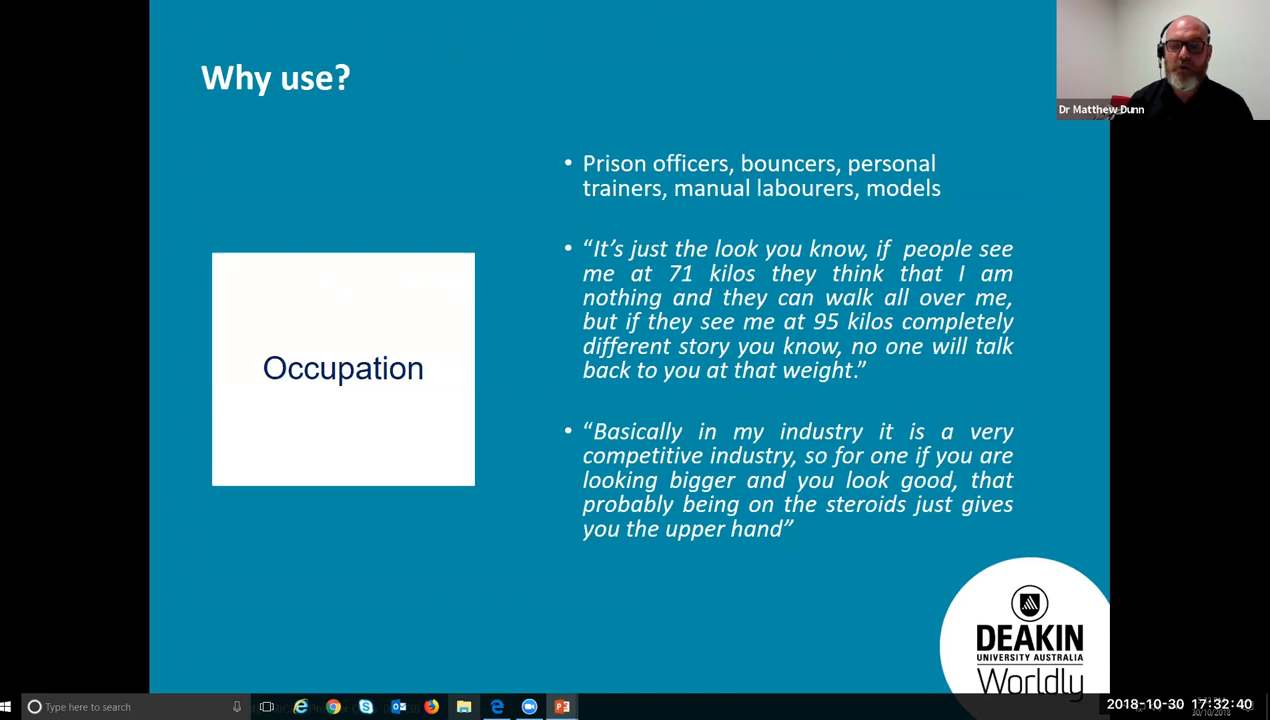 Why use?
Dr Matthew Dunn
• Prison officers, bouncers, personal
trainers, manual labourers, models
• “It’s just the look you know, if people see
me at 71 kilos they think that I am
nothing and they can walk all over me,
but if they see me at 95 kilos completely
different story you know, no one will talk
back to you at that weight.”
Occupation
• “Basically in my industry it is a very
competitive industry, so for one if you are
looking bigger and you look good, that
probably being on the steroids just gives
you the upper hand”
DEAKIN
UNIVERSITY AUSTRALIA
Worldly
Type here to search
2018-10-30 17:32:40
30/10/2018